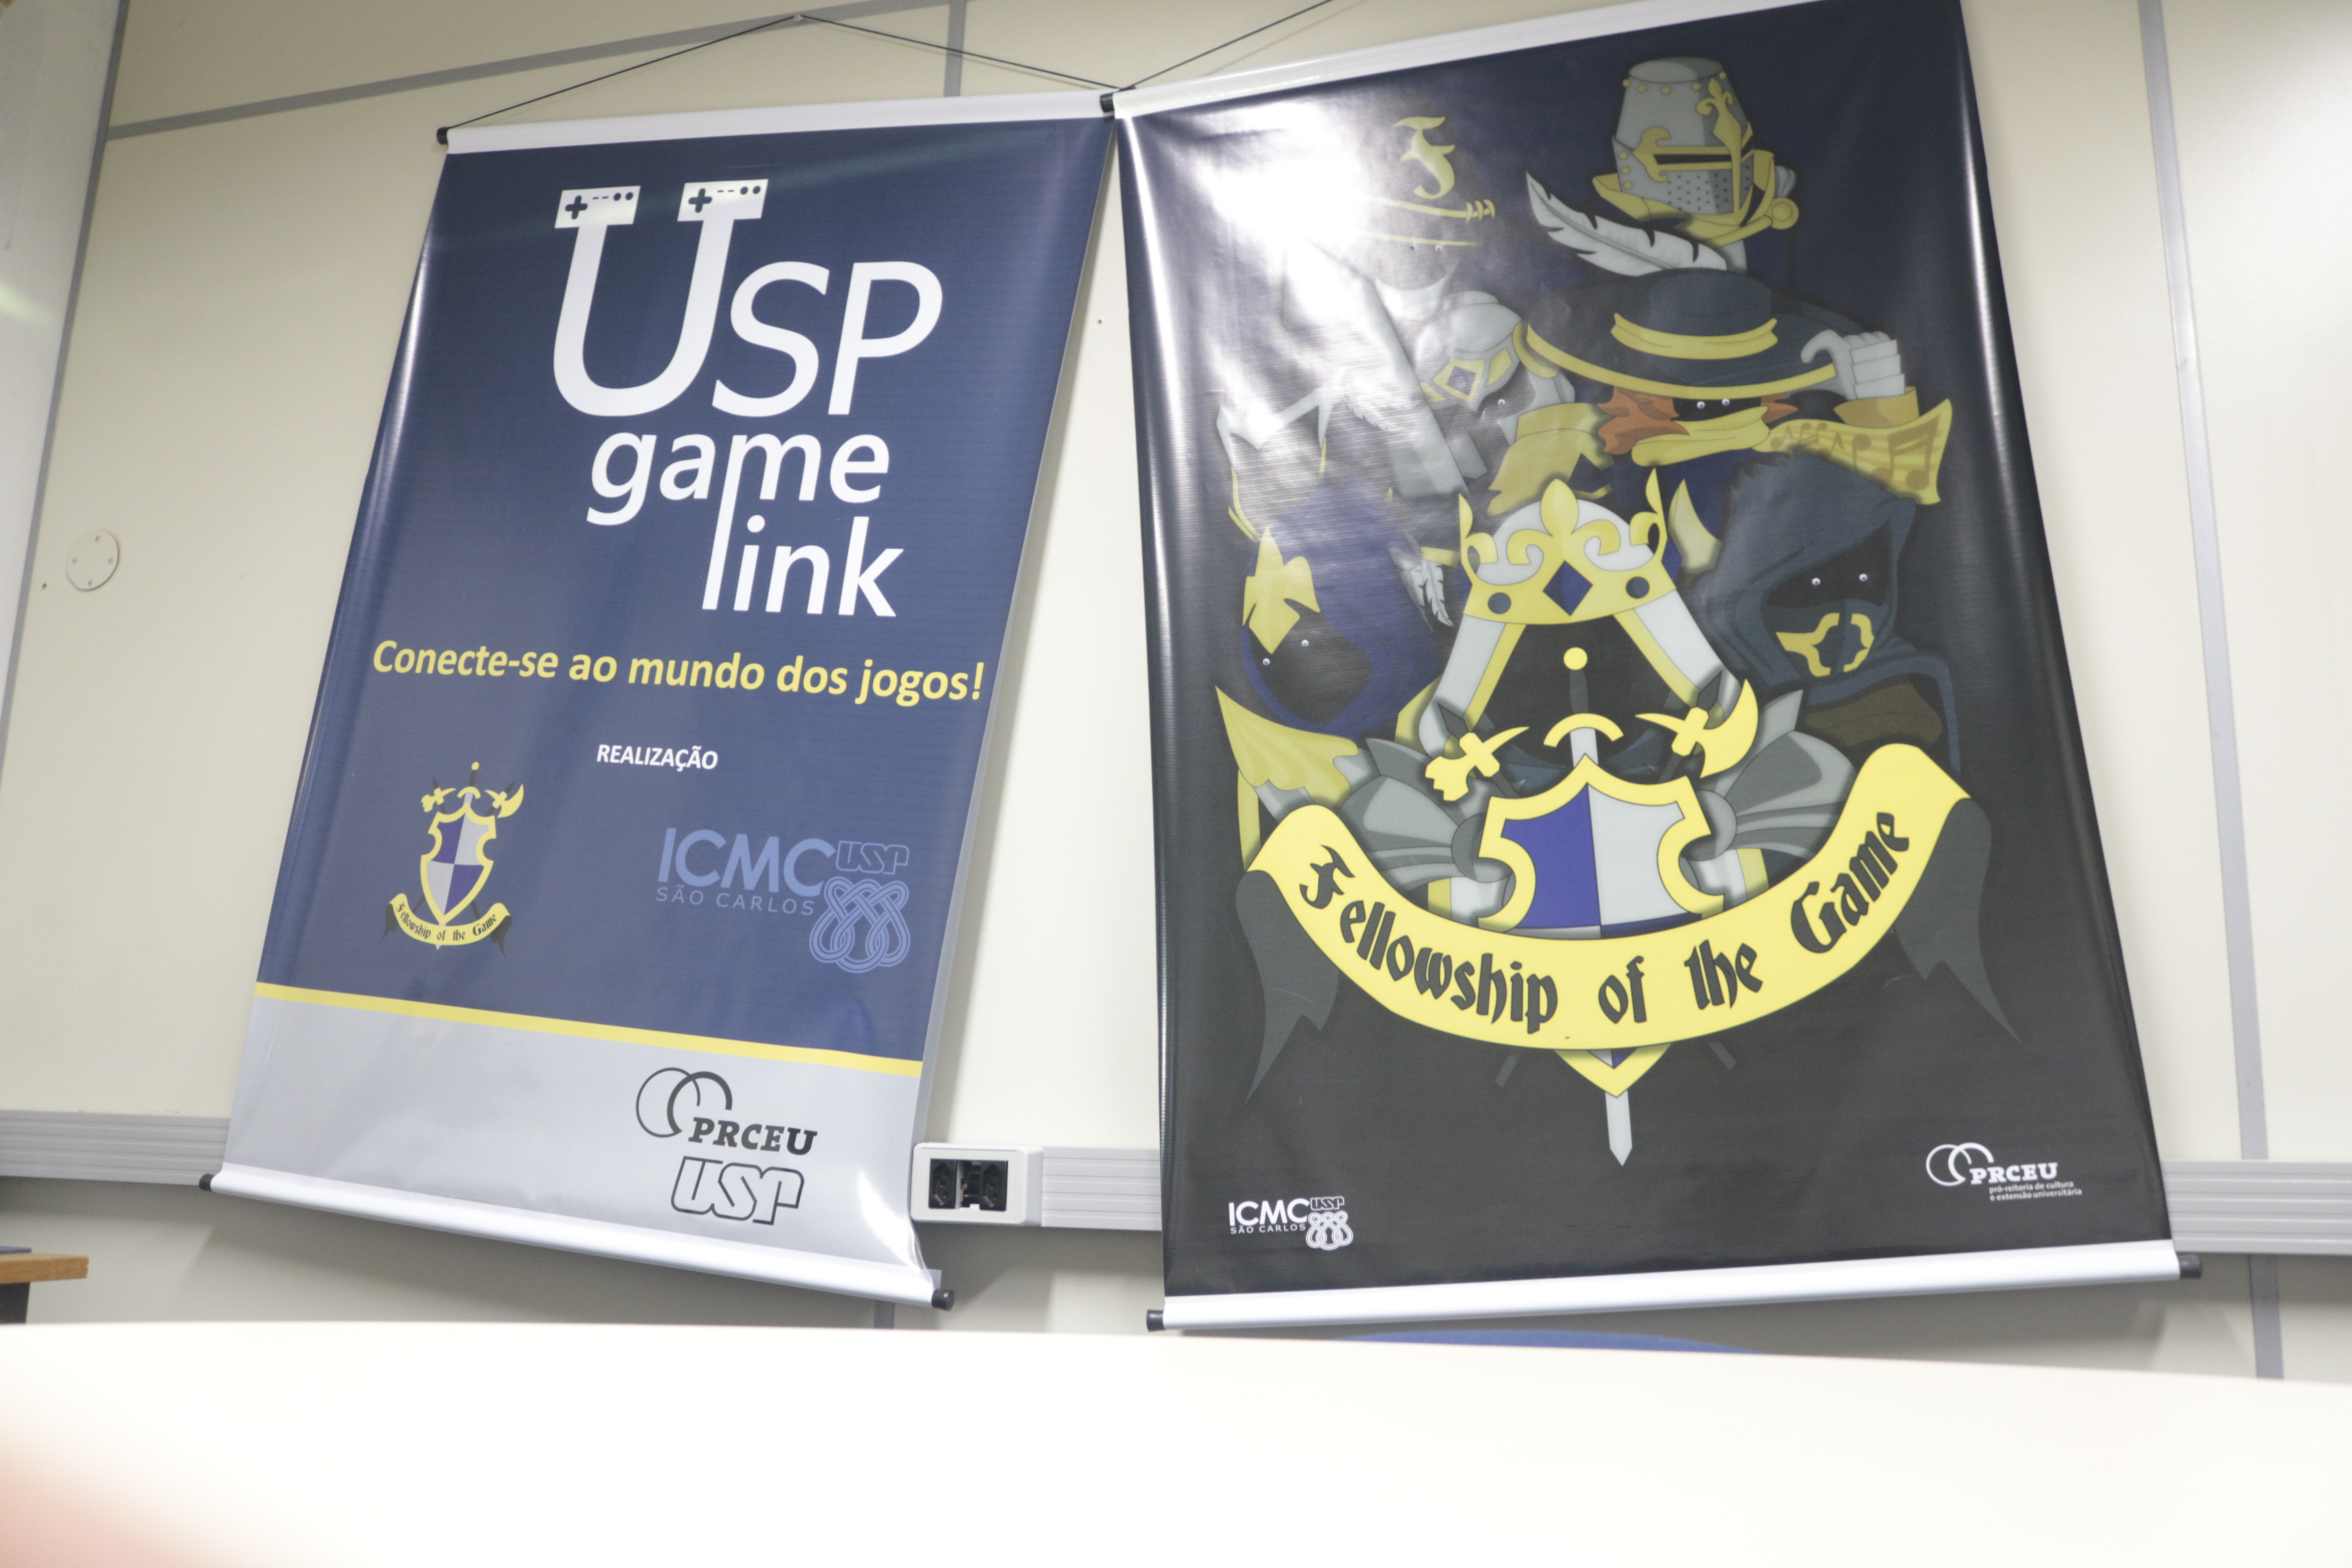 USP
game
link
Conecte-se ao mundo dos jogos!
REALIZAÇÃO
Fellowship of the Game
ICMC USP
SÃO CARLOS
PRCEU
USP
F
Fellowship of the Game
ICMC USP
SÃO CARLOS
PRCEU
pró-reitoria de cultura
e extensão universitária